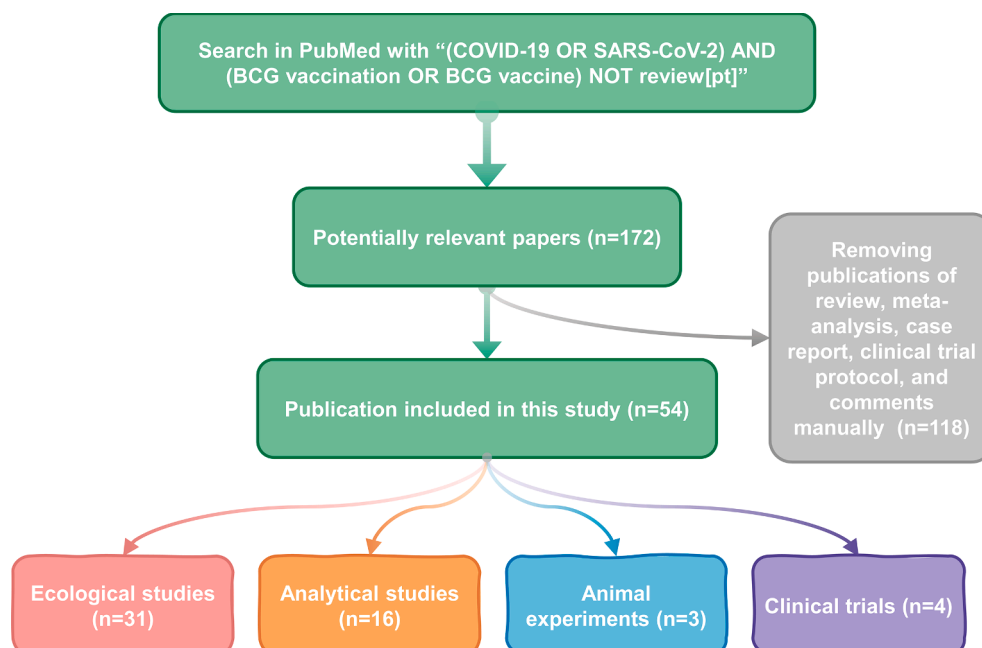 Search in PubMed with “(COVID-19 OR SARS-CoV-2) AND
(BCG vaccination OR BCG vaccine) NOT review[pt]”
Potentially relevant papers (n=172)
Removing
publications of
review, meta-
analysis, case
report, clinical trial
protocol, and
comments
manually (n=118)
Publication included in this study (n=54)
Ecological studies
(n=31)
Analytical studies
(n=16)
Animal
experiments (n=3)
Clinical trials (n=4)